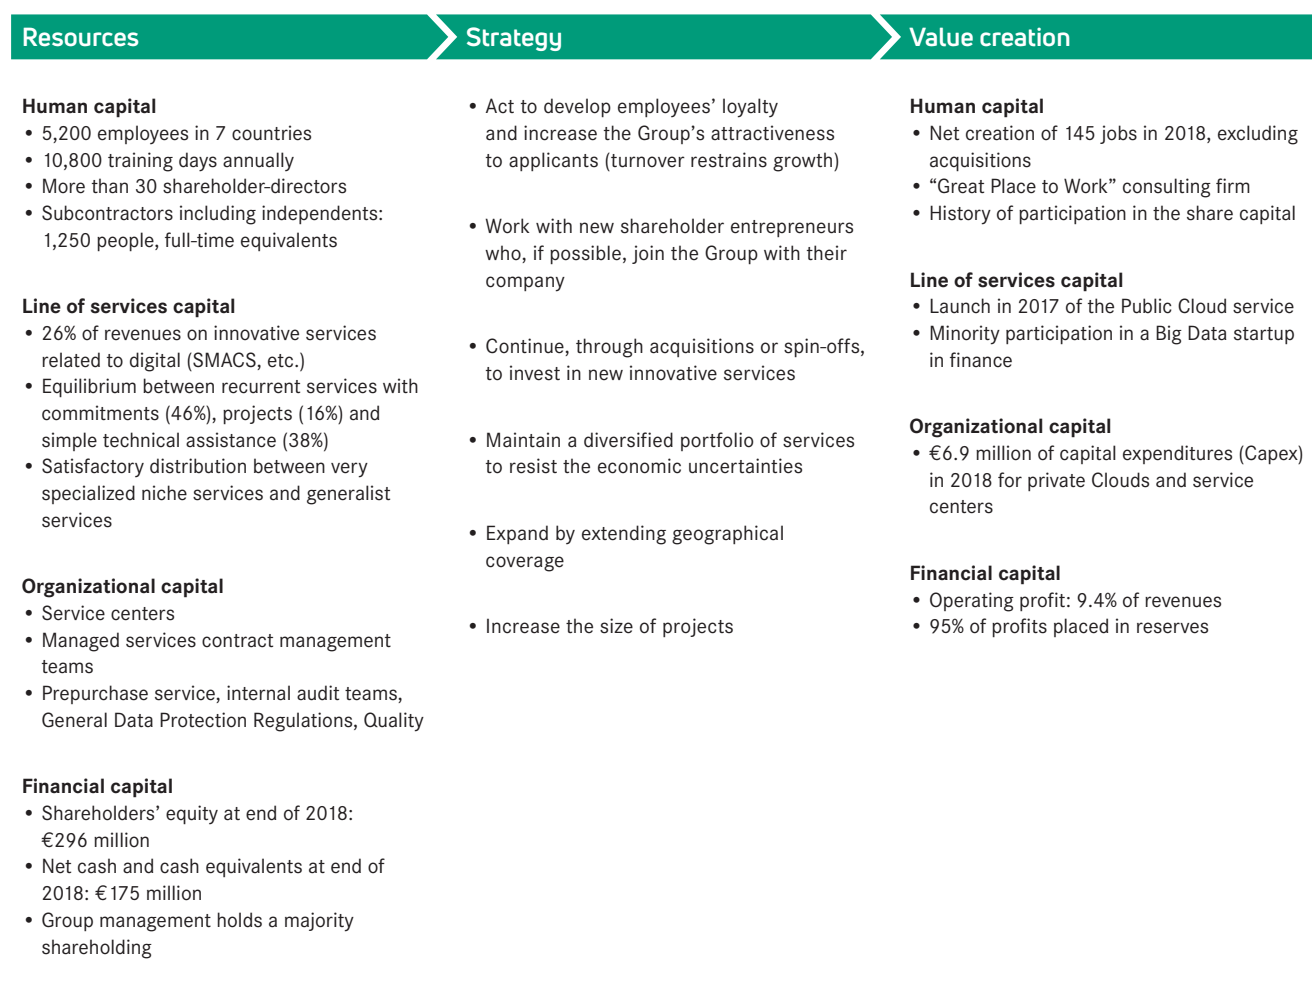 Resources
Strategy
Value creation
Human capital
• 5,200 employees in 7 countries
• 10,800 training days annually
• More than 30 shareholder-directors
• Subcontractors including independents:
1,250 people, full-time equivalents
Line of services capital
• 26% of revenues on innovative services
related to digital (SMACS, etc.)
• Equilibrium between recurrent services with
commitments (46%), projects (16%) and
simple technical assistance (38%)
• Satisfactory distribution between very
specialized niche services and generalist
services
Organizational capital
• Service centers
• Managed services contract management
teams
• Prepurchase service, internal audit teams,
General Data Protection Regulations, Quality
Financial capital
• Shareholders’ equity at end of 2018:
€296 million
• Net cash and cash equivalents at end of
2018: €175 million
• Group management holds a majority
shareholding
• Act to develop employees’ loyalty
and increase the Group’s attractiveness
to applicants (turnover restrains growth)
• Work with new shareholder entrepreneurs
who, if possible, join the Group with their
company
• Continue, through acquisitions or spin-offs,
to invest in new innovative services
• Maintain a diversified portfolio of services
to resist the economic uncertainties
• Expand by extending geographical
coverage
• Increase the size of projects
Human capital
• Net creation of 145 jobs in 2018, excluding
acquisitions
• “Great Place to Work” consulting firm
• History of participation in the share capital
Line of services capital
• Launch in 2017 of the Public Cloud service
• Minority participation in a Big Data startup
in finance
Organizational capital
• €6.9 million of capital expenditures (Capex)
in 2018 for private Clouds and service
centers
Financial capital
• Operating profit: 9.4% of revenues
• 95% of profits placed in reserves